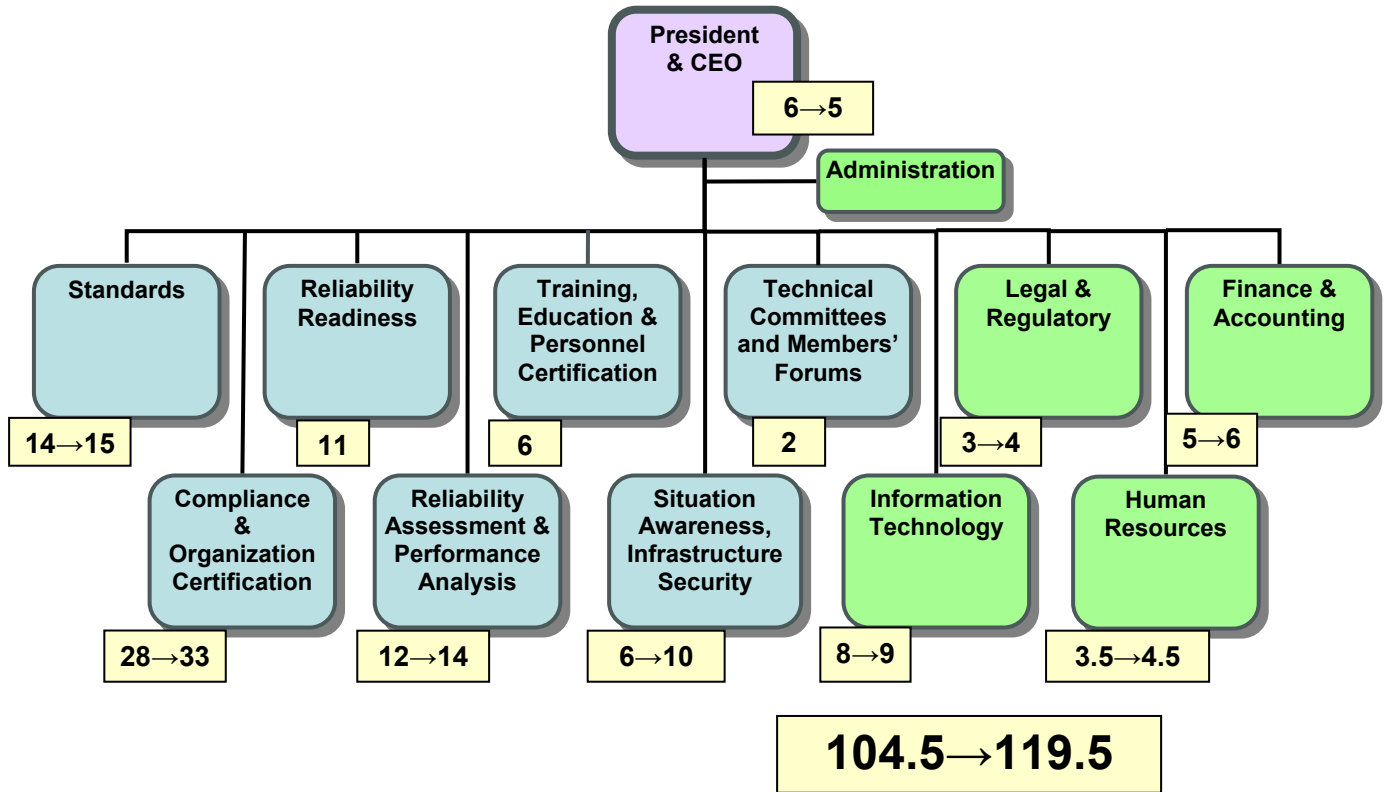 President
& CEO
6→5
Administration
Standards
14→15
Reliability
Readiness
11
Training,
Education &
Personnel
Certification
6
Technical
Committees
and Members’
Forums
2
Legal &
Regulatory
3→4
Finance &
Accounting
5→6
Compliance
&
Organization
Certification
28→33
Reliability
Assessment &
Performance
Analysis
12→14
Situation
Awareness,
Infrastructure
Security
6→10
Information
Technology
8→9
Human
Resources
3.5→4.5
104.5→119.5